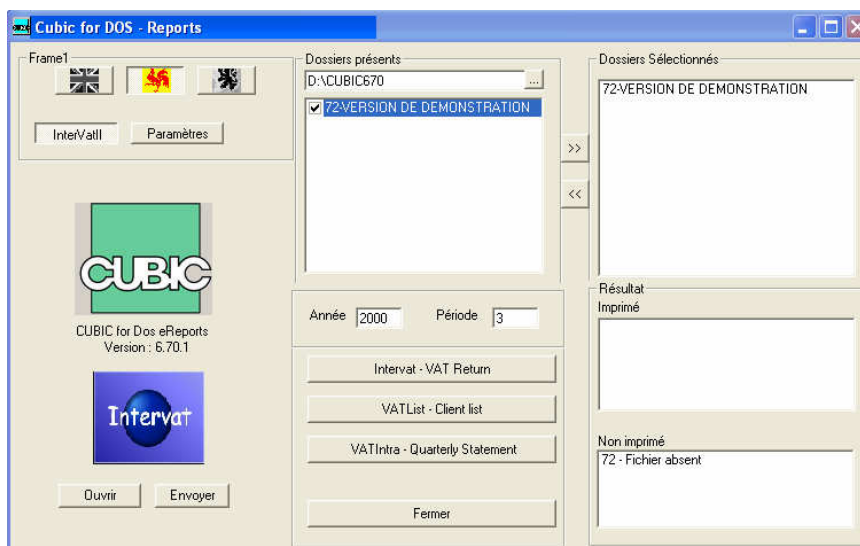 Cubic for DOS - Reports
Frame1
InterVatII
Paramètres
CUBIC
CUBIC for Dos eReports
Version : 6.70.1
Intervat
Ouvrir
Envoyer
Dossiers présents
D:\CUBIC670
...
72-VERSION DE DEMONSTRATION
>>
<<
Année 2000
Période 3
Intervat - VAT Return
VATList - Client list
VATIntra - Quarterly Statement
Fermer
Dossiers Sélectionnés
72-VERSION DE DEMONSTRATION
Résultat
Imprimé
Non imprimé
72 - Fichier absent